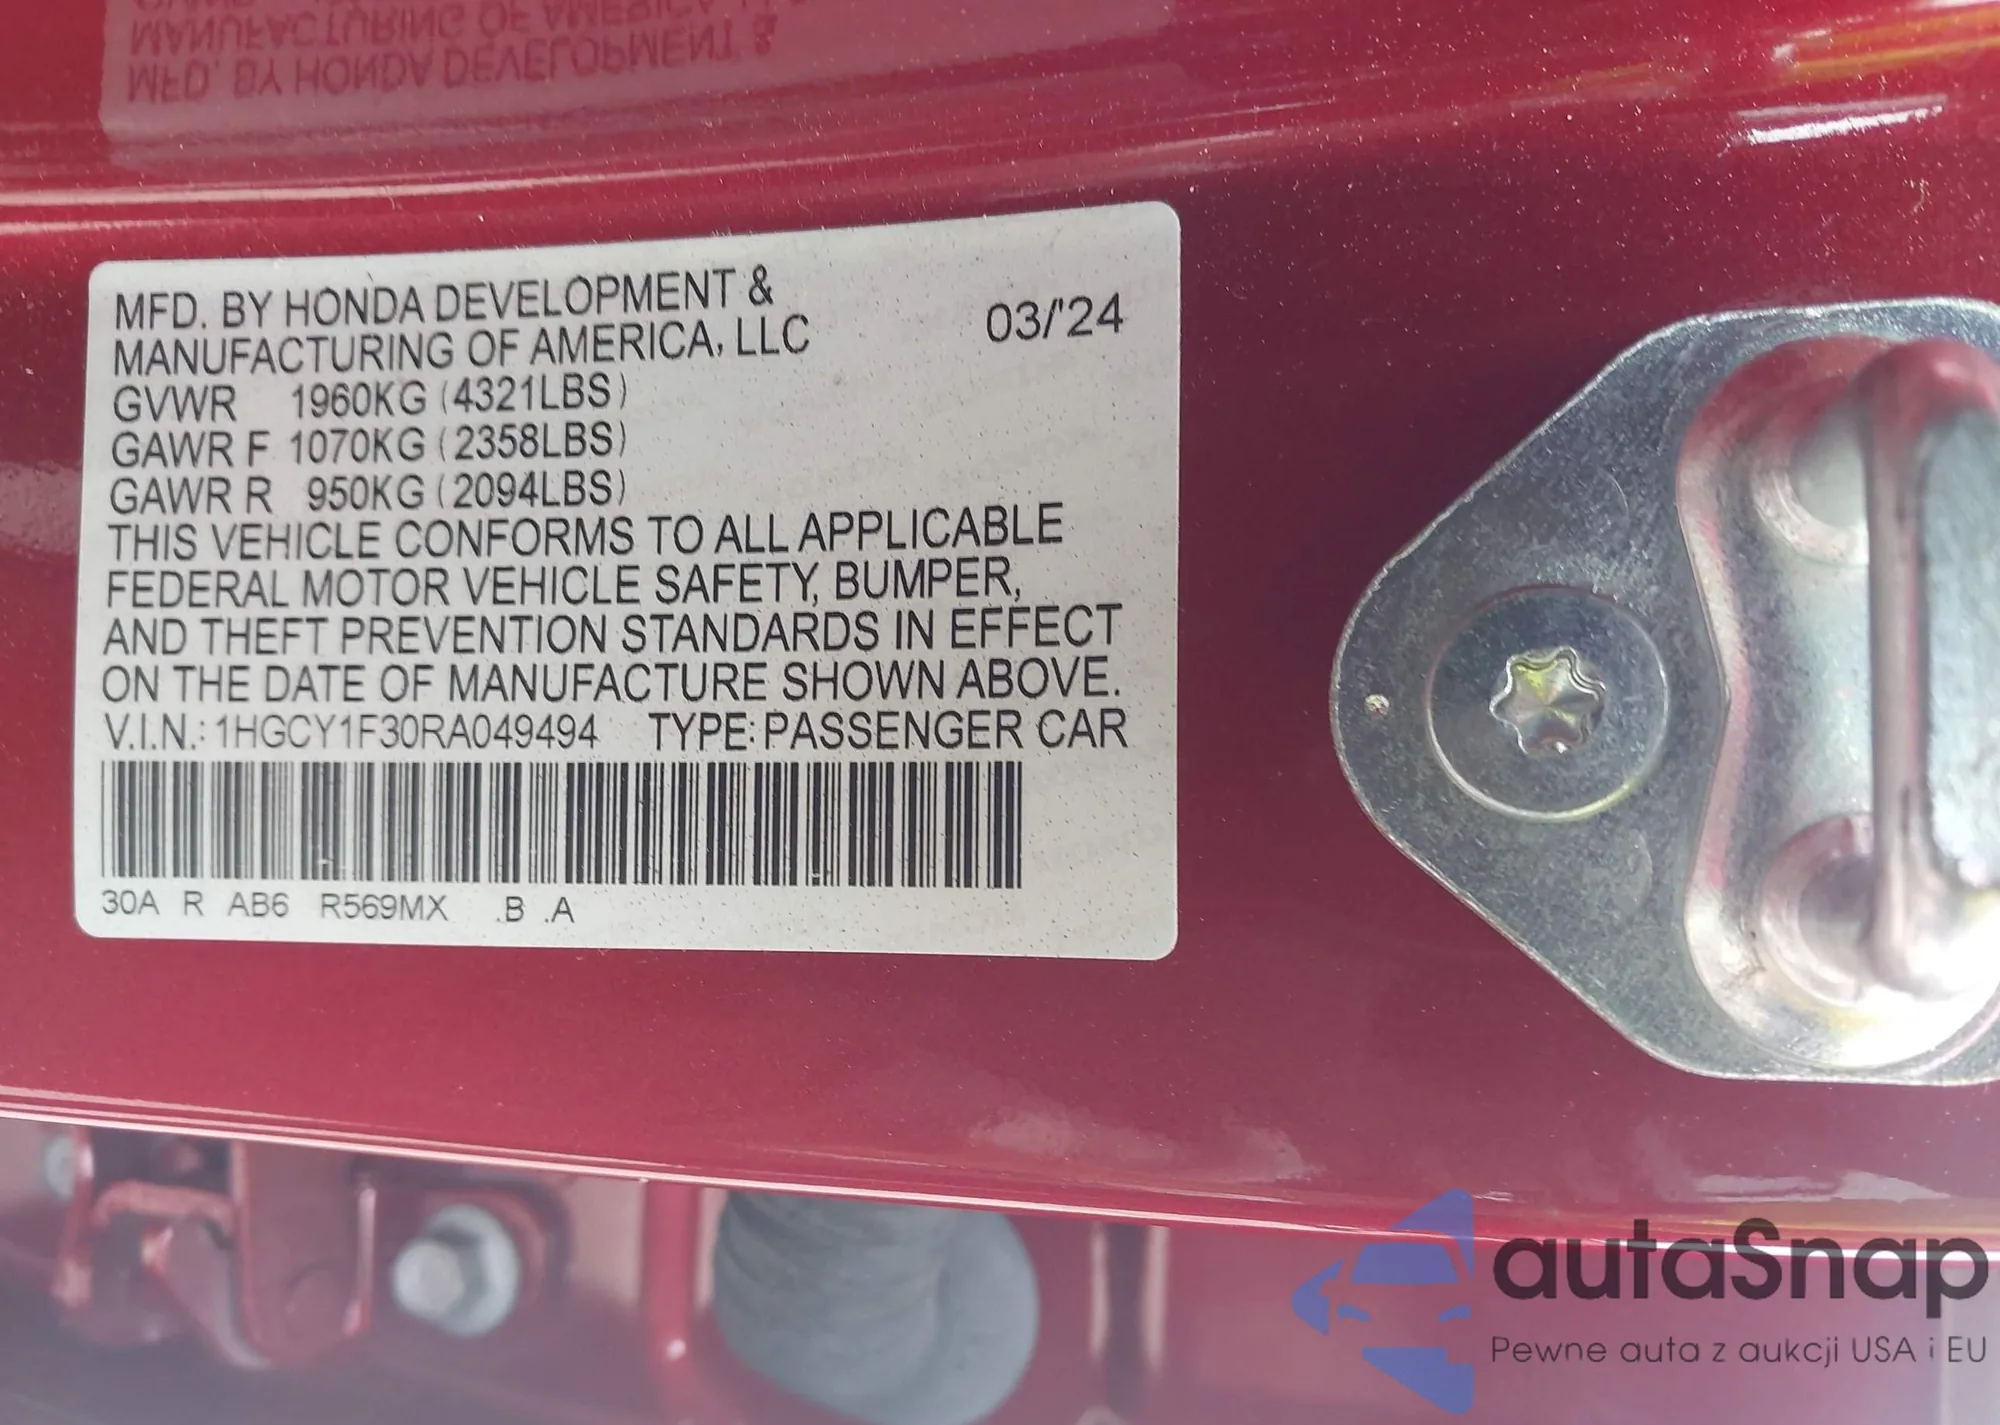 MFD. BY HONDA DEVELOPMENT &
MANUFACTURING OF AMERICA, LLC
03/'24
GVWR 1960KG (4321LBS)
GAWR F 1070KG (2358LBS)
GAWR R 950KG (2094LBS)
THIS VEHICLE CONFORMS TO ALL APPLICABLE
FEDERAL MOTOR VEHICLE SAFETY, BUMPER,
AND THEFT PREVENTION STANDARDS IN EFFECT
ON THE DATE OF MANUFACTURE SHOWN ABOVE.
V.I.N.: 1HGCY1F30RA049494 TYPE: PASSENGER CAR
30A R AB6 R569MX .B .A
autaSnap
Pewne auta z aukcji USA i EU